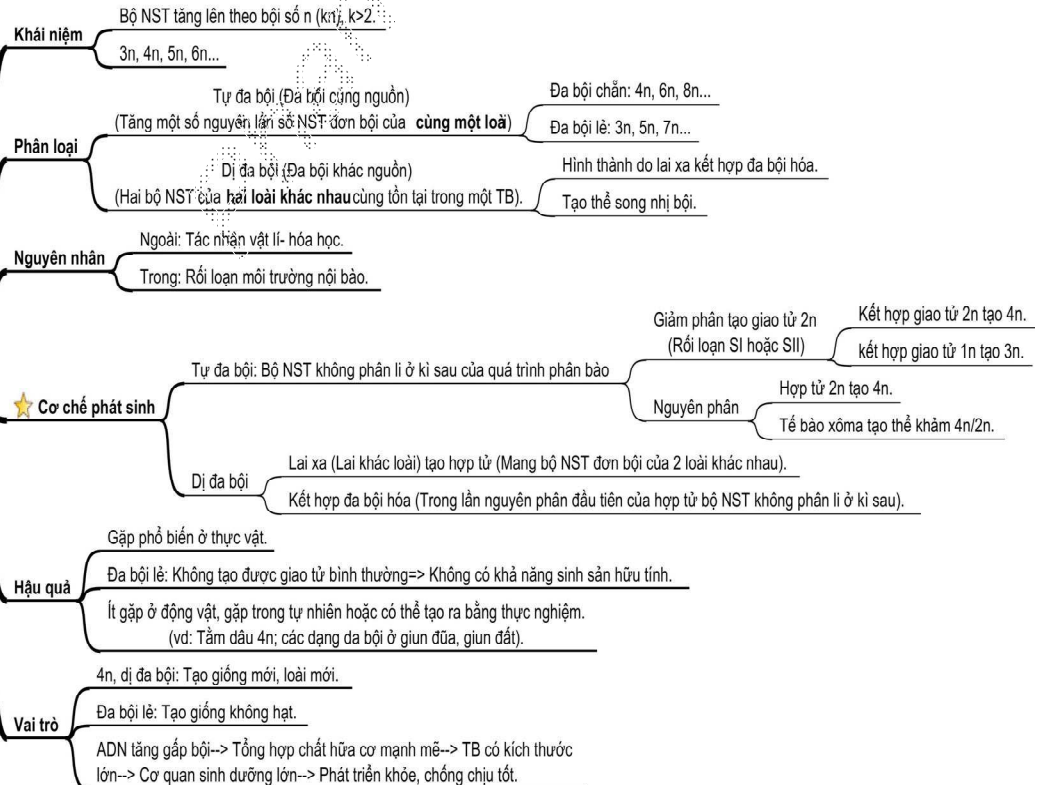 Khái niệm
Bộ NST tăng lên theo bội số n (kn), k>2.
3n, 4n, 5n, 6n...
Phân loại
Tự đa bội (Đa bội cùng nguồn)
(Tăng một số nguyên lần số NST đơn bội của cùng một loài)
Đa bội chẵn: 4n, 6n, 8n...
Đa bội lẻ: 3n, 5n, 7n...
Dị đa bội (Đa bội khác nguồn)
(Hai bộ NST của hai loài khác nhau cùng tồn tại trong một TB).
Hình thành do lai xa kết hợp đa bội hóa.
Tạo thể song nhị bội.
Nguyên nhân
Ngoài: Tác nhân vật lí- hóa học.
Trong: Rối loạn môi trường nội bào.
Cơ chế phát sinh
Tự đa bội: Bộ NST không phân li ở kì sau của quá trình phân bào
Giảm phân tạo giao tử 2n
(Rối loạn SI hoặc SII)
Kết hợp giao tử 2n tạo 4n.
kết hợp giao tử 1n tạo 3n.
Nguyên phân
Hợp tử 2n tạo 4n.
Tế bào xôma tạo thể khảm 4n/2n.
Dị đa bội
Lai xa (Lai khác loài) tạo hợp tử (Mang bộ NST đơn bội của 2 loài khác nhau).
Kết hợp đa bội hóa (Trong lần nguyên phân đầu tiên của hợp tử bộ NST không phân li ở kì sau).
Hậu quả
Gặp phổ biến ở thực vật.
Đa bội lẻ: Không tạo được giao tử bình thường=> Không có khả năng sinh sản hữu tính.
Ít gặp ở động vật, gặp trong tự nhiên hoặc có thể tạo ra bằng thực nghiệm.
(vd: Tằm dâu 4n; các dạng da bội ở giun đũa, giun đất).
Vai trò
4n, dị đa bội: Tạo giống mới, loài mới.
Đa bội lẻ: Tạo giống không hạt.
ADN tăng gấp bội--> Tổng hợp chất hữa cơ mạnh mẽ--> TB có kích thước
lớn--> Cơ quan sinh dưỡng lớn--> Phát triển khỏe, chống chịu tốt.